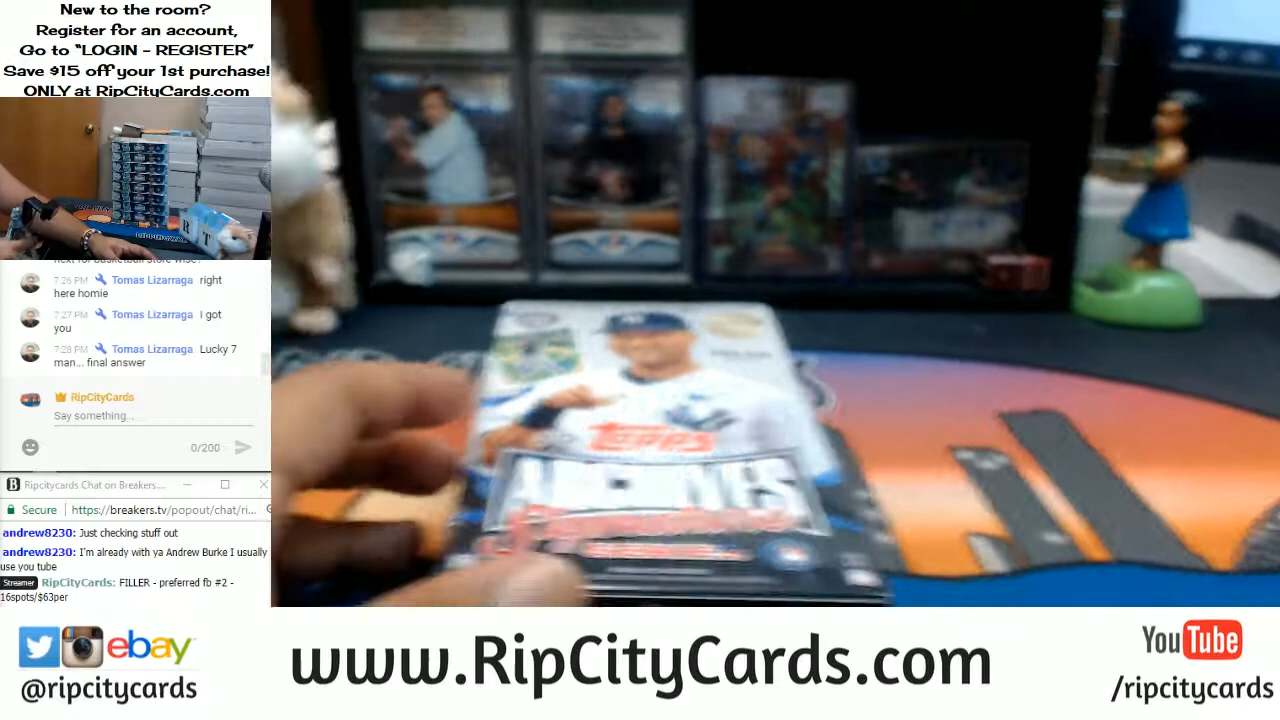 New to the room?
Register for an account,
Go to "LOGIN - REGISTER"
Save $15 off your 1st purchase!
ONLY at RipCityCards.com
7:26 PM Tomas Lizarraga right
here homie
7:27 PM Tomas Lizarraga I got
you
7:28 PM Tomas Lizarraga Lucky 7
man... final answer
RipCityCards
Say something...
0/200
Ripcitycards Chat on Breakers....
Secure https://breakers.tv/popout/chat/ri...
andrew8230: Just checking stuff out
andrew8230: I'm already with ya Andrew Burke I usually
use you tube
Streamer RipCityCards: FILLER - preferred fb #2 -
16spots/$63per
TOPPS
ARCHIVES
R T
ebay
@ripcitycards
www.RipCityCards.com
YouTube
/ripcitycards